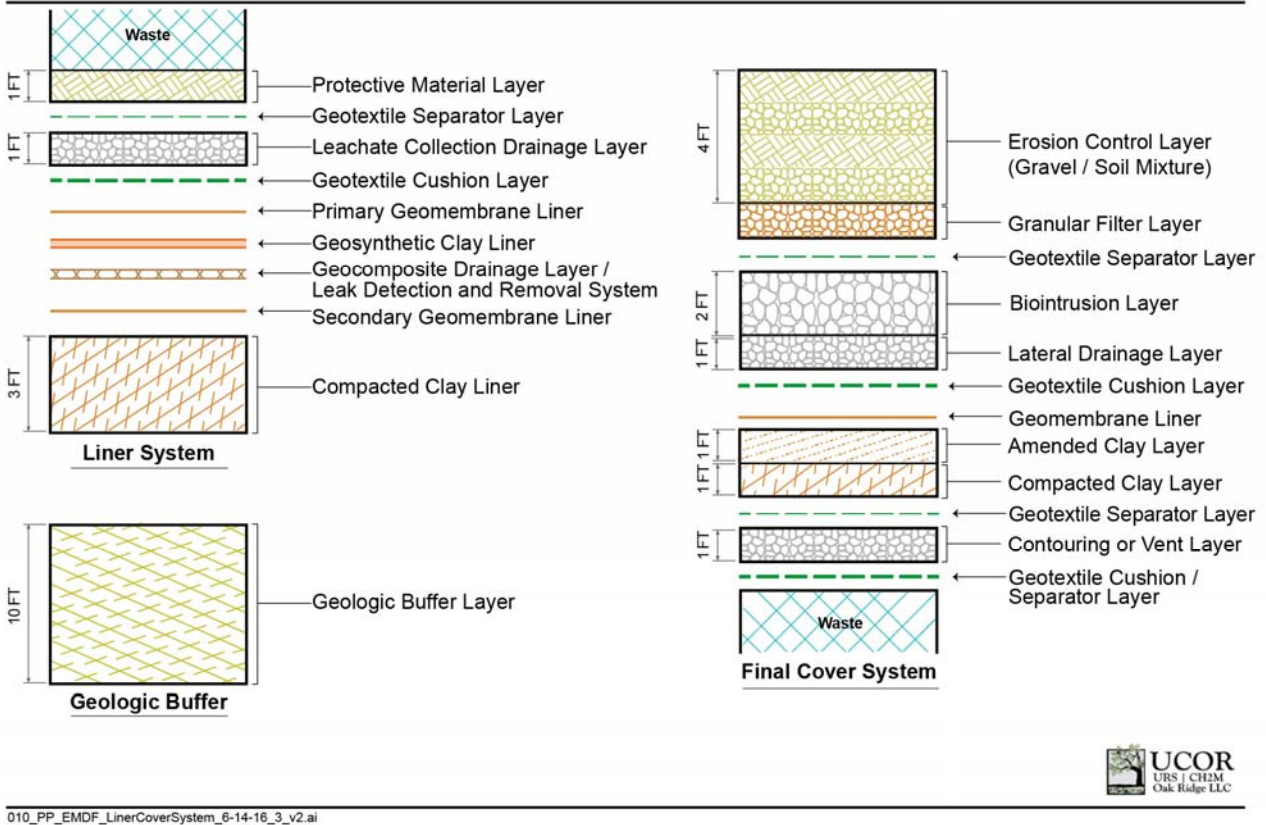 Waste
1 FT
Protective Material Layer
Geotextile Separator Layer
1 FT
Leachate Collection Drainage Layer
Geotextile Cushion Layer
Primary Geomembrane Liner
Geosynthetic Clay Liner
Geocomposite Drainage Layer /
Leak Detection and Removal System
Secondary Geomembrane Liner
3 FT
Compacted Clay Liner
Liner System
10 FT
Geologic Buffer Layer
Geologic Buffer
4 FT
Erosion Control Layer
(Gravel / Soil Mixture)
Granular Filter Layer
Geotextile Separator Layer
2 FT
Biointrusion Layer
1 FT
Lateral Drainage Layer
Geotextile Cushion Layer
Geomembrane Liner
1 FT
Amended Clay Layer
1 FT
Compacted Clay Layer
Geotextile Separator Layer
1 FT
Contouring or Vent Layer
Geotextile Cushion /
Separator Layer
Waste
Final Cover System
UCOR
URS | CH2M
Oak Ridge LLC
010_PP_EMDF_LinerCoverSystem_6-14-16_3_v2.ai